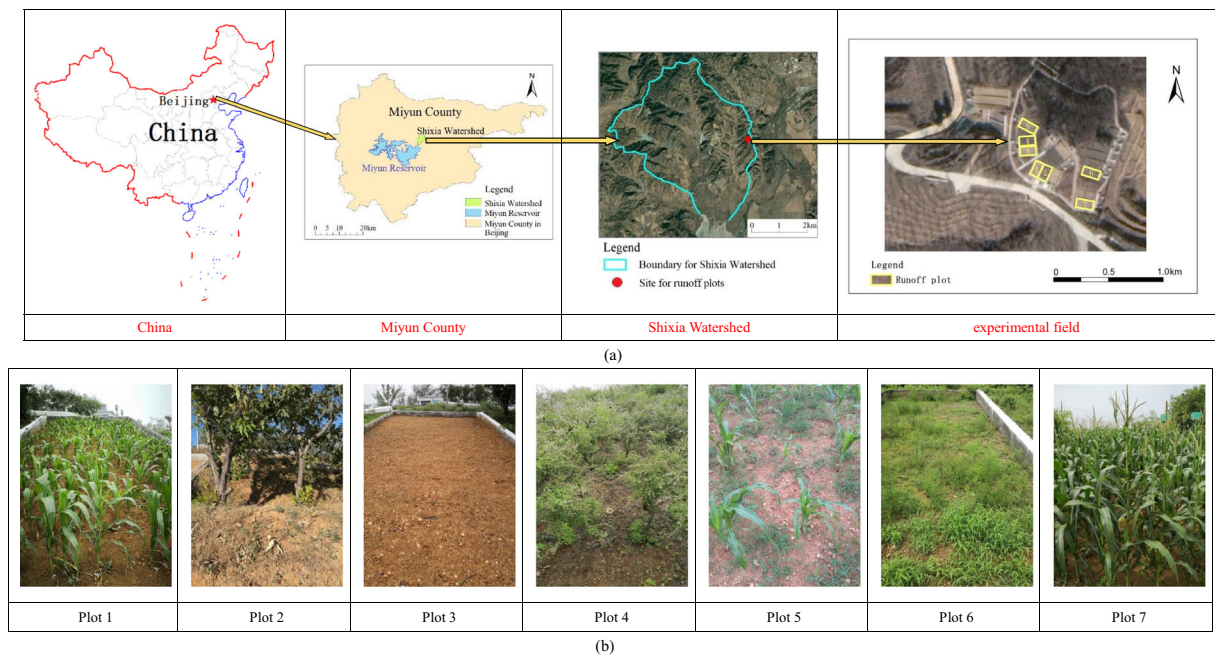 Beijing
China
N
Miyun County
Shixia Watershed
Miyun Reservoir
Legend
Shixia Watershed
Miyun Reservoir
Miyun County in
Beijing
0 5 10 20km
0 1 2km
Legend
Boundary for Shixia Watershed
Site for runoff plots
N
Legend
Runoff plot
0 0.5 1.0km
China
Miyun County
Shixia Watershed
experimental field
(a)
Plot 1
Plot 2
Plot 3
Plot 4
Plot 5
Plot 6
Plot 7
(b)